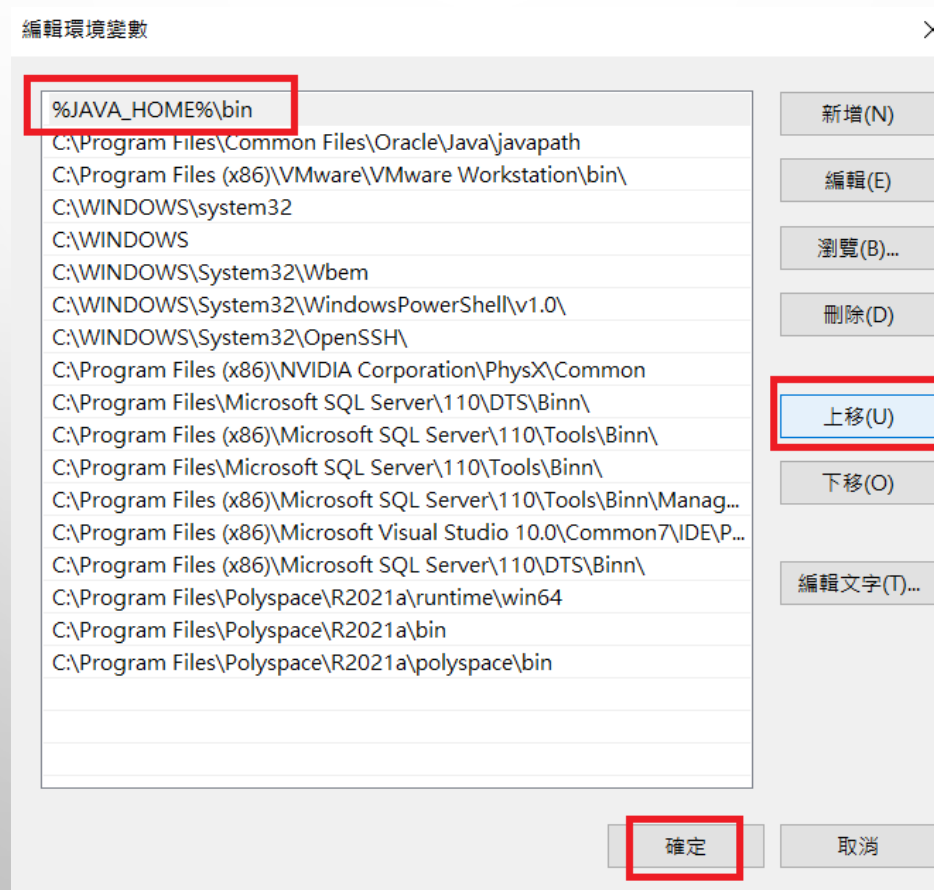 編輯環境變數
%JAVA_HOME%\bin
C:\Program Files\Common Files\Oracle\Java\javapath
C:\Program Files (x86)\VMware\VMware Workstation\bin\
C:\WINDOWS\system32
C:\WINDOWS
C:\WINDOWS\System32\Wbem
C:\WINDOWS\System32\WindowsPowerShell\v1.0\
C:\WINDOWS\System32\OpenSSH\
C:\Program Files (x86)\NVIDIA Corporation\PhysX\Common
C:\Program Files\Microsoft SQL Server\110\DTS\Binn\
C:\Program Files (x86)\Microsoft SQL Server\110\Tools\Binn\
C:\Program Files\Microsoft SQL Server\110\Tools\Binn\
C:\Program Files (x86)\Microsoft SQL Server\110\Tools\Binn\Manag...
C:\Program Files (x86)\Microsoft Visual Studio 10.0\Common7\IDE\P...
C:\Program Files (x86)\Microsoft SQL Server\110\DTS\Binn\
C:\Program Files\Polyspace\R2021a\runtime\win64
C:\Program Files\Polyspace\R2021a\bin
C:\Program Files\Polyspace\R2021a\polyspace\bin
新增(N)
編輯(E)
瀏覽(B)...
刪除(D)
上移(U)
下移(O)
編輯文字(T)...
確定
取消